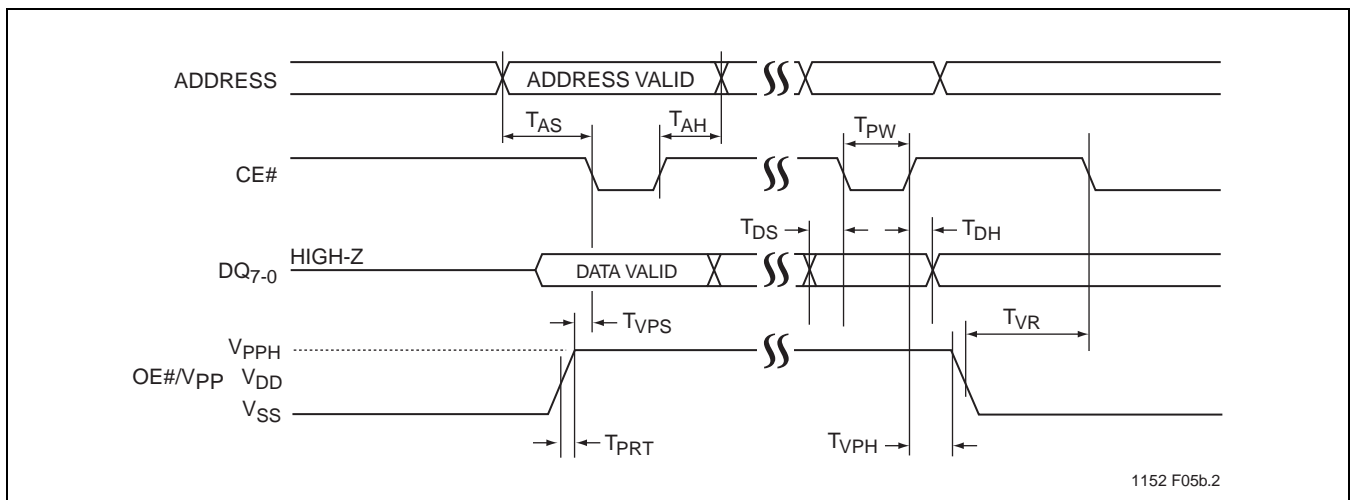 ADDRESS
ADDRESS VALID
TAS
TAH
TPW
CE#
TDS
TDH
HIGH-Z
DQ7-0
DATA VALID
TVPS
TVR
VPPH
OE#/VPP VDD
VSS
TPRT
TVPH
1152 F05b.2